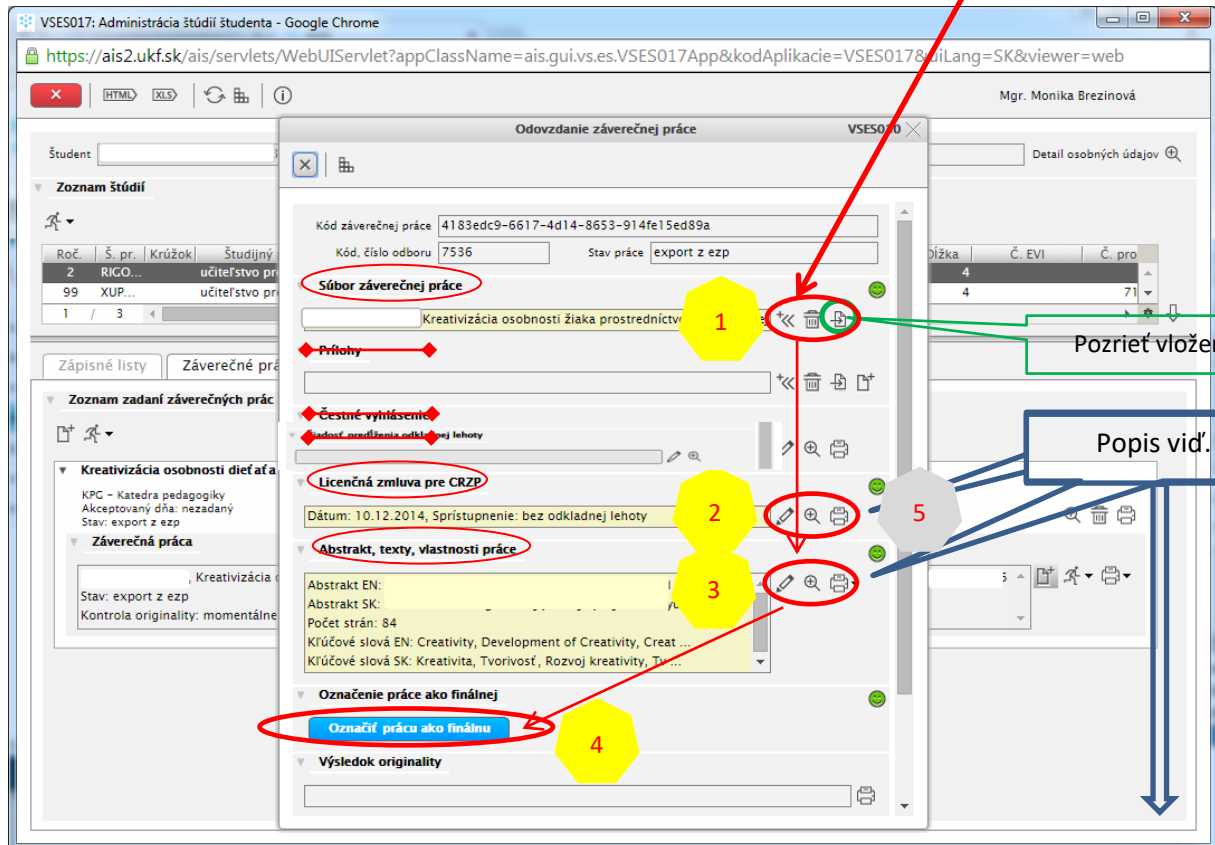 VSES017: Administrácia štúdií študenta - Google Chrome
https://ais2.ukf.sk/ais/servlets/WebUIServlet?appClassName=ais.gui.vs.es.VSES017App&kodAplikacie=VSES017&uiLang=SK&viewer=web
HTML XLS Mgr. Monika Brezinová
Odovzdanie záverečnej práce
Študent Detail osobných údajov
Zoznam štúdií
Kód záverečnej práce 4183edc9-6617-4d14-8653-914fe15ed89a
Kód, číslo odboru 7536 Stav práce export z ezp
Roč. Š. pr. Krúžok Študijný Dĺžka Č. EVI Č. pro
2 RIGO... učiteľstvo pre 4
99 XUP... učiteľstvo pre 4 71
1 / 3
Súbor záverečnej práce
Kreativizácia osobnosti žiaka 1
Pozrieť
Prílohy
Zápisné listy Záverečné prá
Zoznam zadaní záverečných prác
Čestné vyhlásenie
Žiadosť predĺženia odkladnej lehoty
Popis viď.
Kreativizácia osobnosti dieťaťa a
KPG - Katedra pedagogiky
Akceptovaný dňa: nezadaný
Stav: export z ezp
Licenčná zmluva pre CRZP
Dátum: 10.12.2014, Sprístupnenie: bez odkladnej lehoty 2 5
Záverečná práca
, Kreativizácia
Stav: export z ezp
Kontrola originality: momentálne
Abstrakt, texty, vlastnosti práce
Abstrakt EN: 3
Abstrakt SK:
Počet strán: 84
Kľúčové slová EN: Creativity, Development of Creativity, Creat ...
Kľúčové slová SK: Kreativita, Tvorivosť, Rozvoj kreativity, Tv ...
Označenie práce ako finálnej
Označiť prácu ako finálnu 4
Výsledok originality